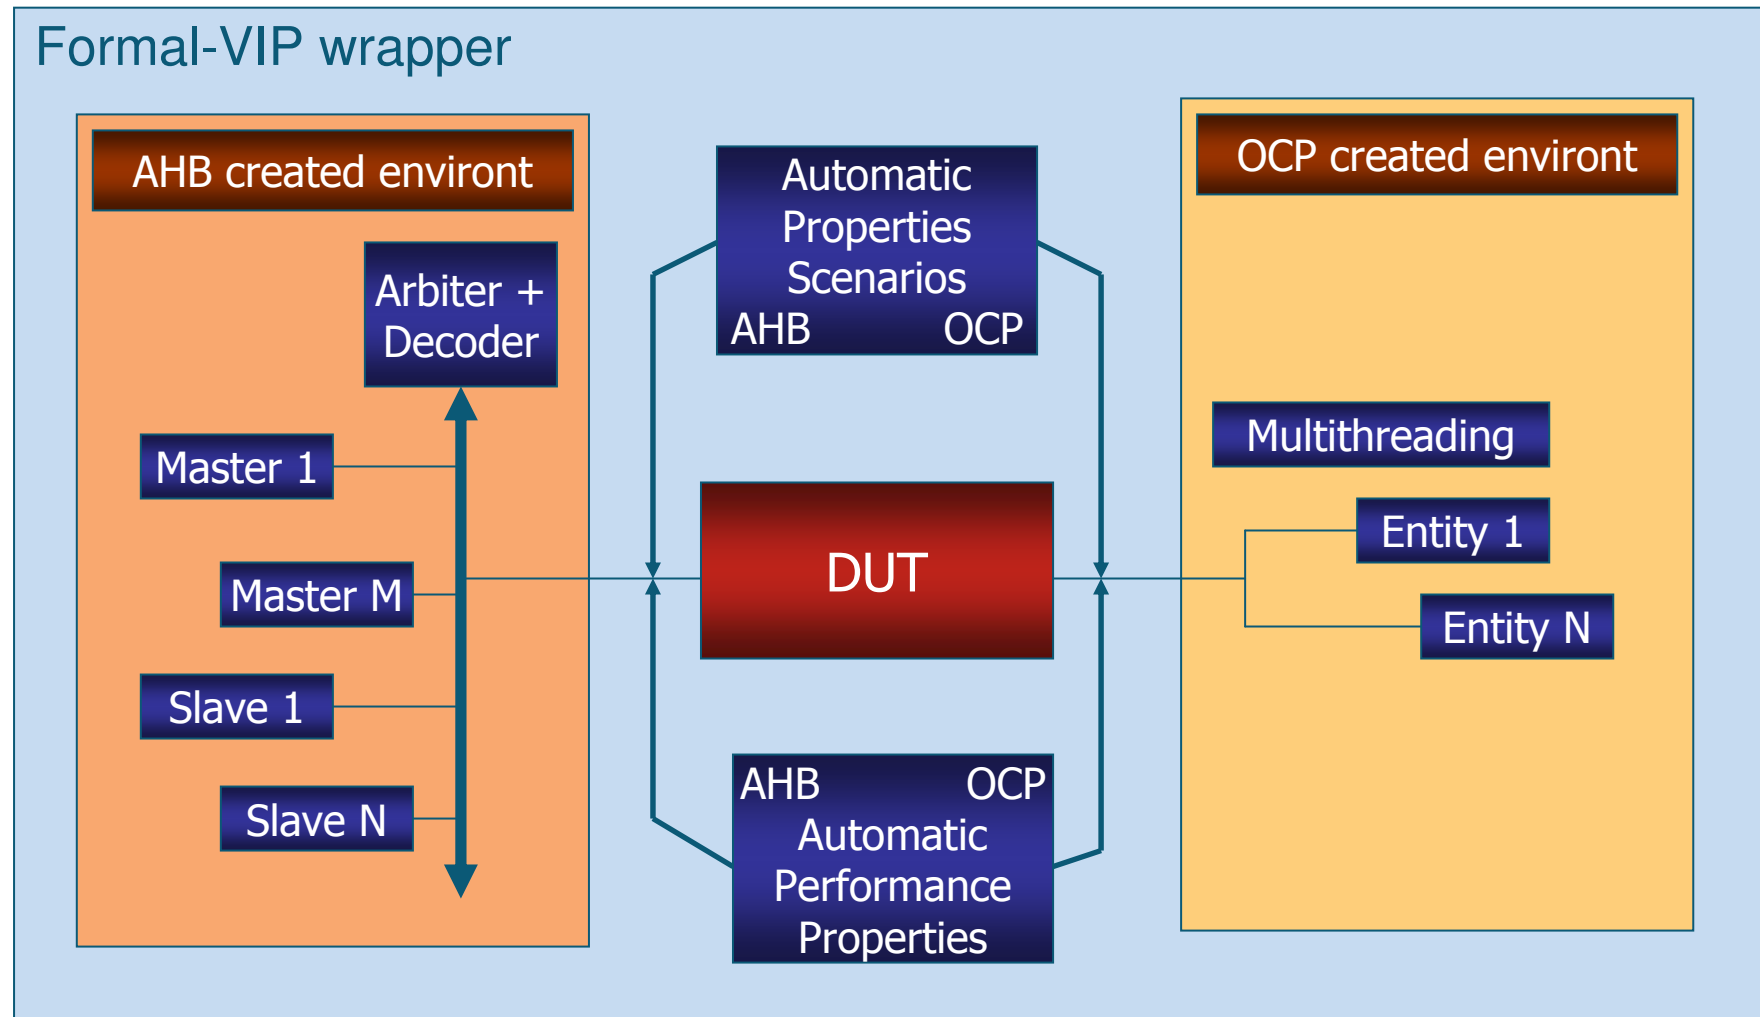 Formal-VIP wrapper
AHB created environt
Arbiter +
Decoder
Master 1
Master M
Slave 1
Slave N
Automatic
Properties
Scenarios
AHB OCP
DUT
AHB OCP
Automatic
Performance
Properties
OCP created environt
Multithreading
Entity 1
Entity N